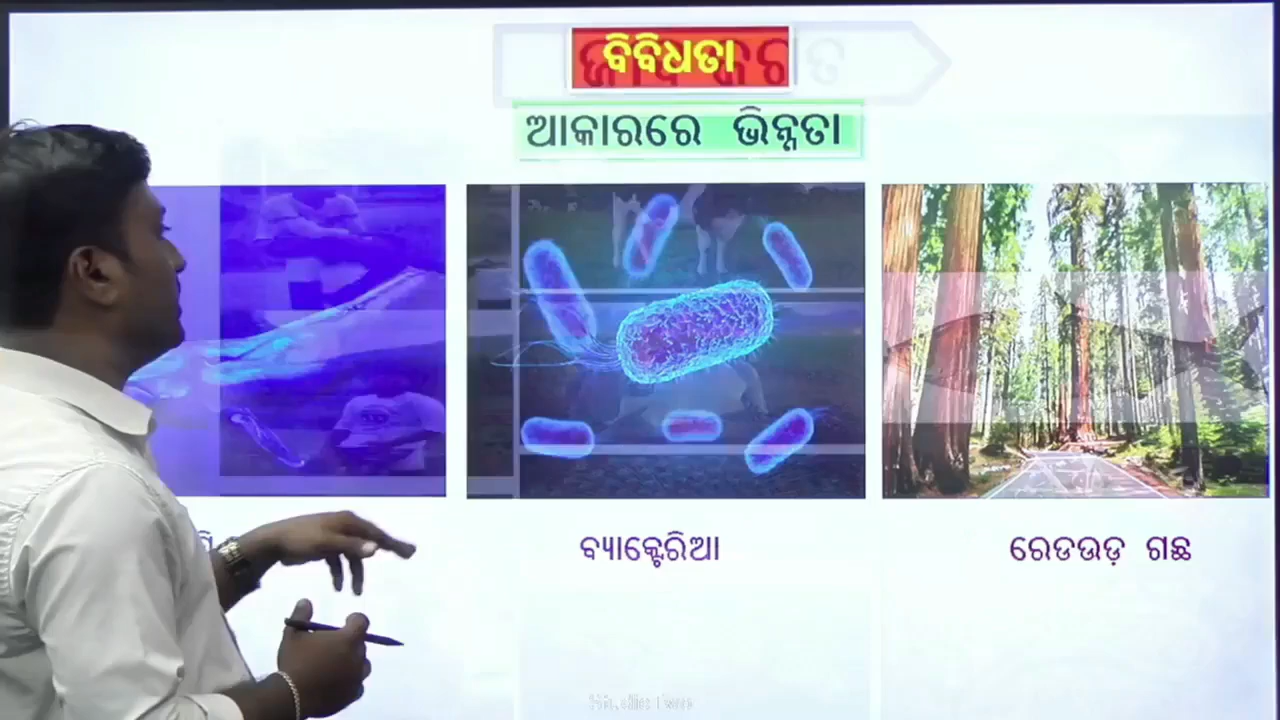 ବିବିଧତା
ଆକାରରେ ଭିନ୍ନତା
ବ୍ୟାକ୍ଟେରିଆ
ରେଡଉଡ଼ ଗଛ